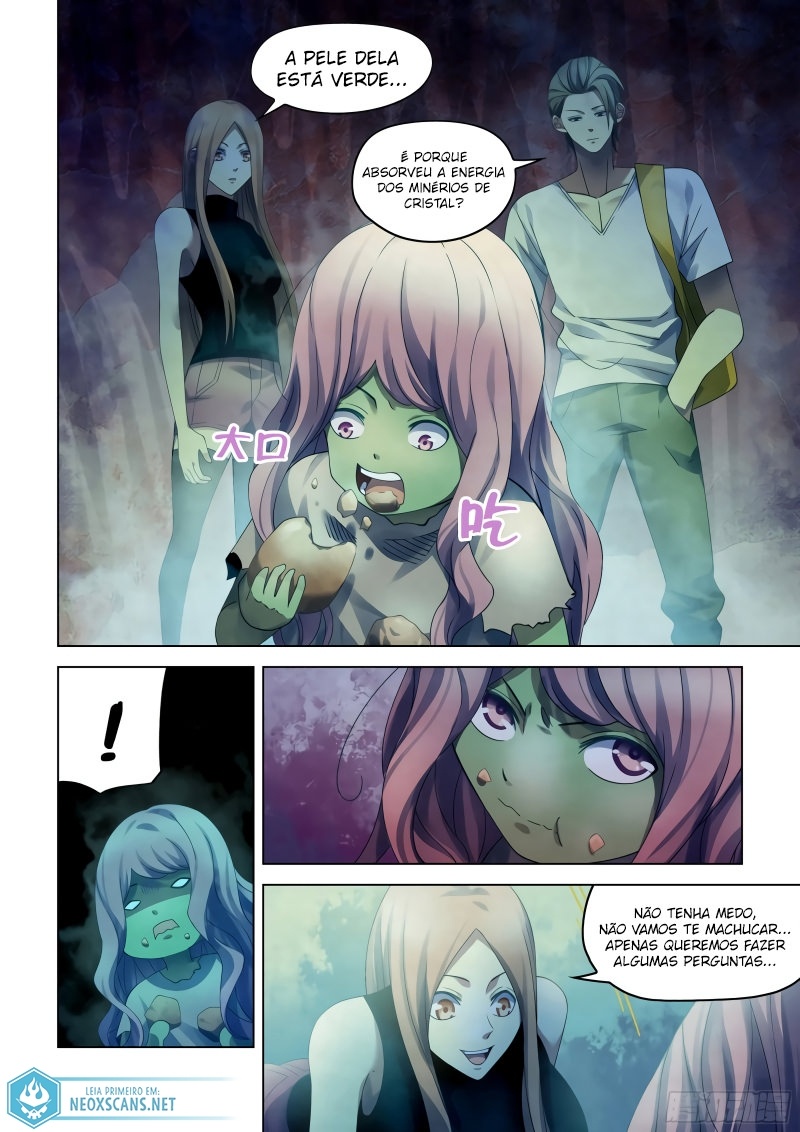 A PELE DELA
ESTÁ VERDE...
É PORQUE
ABSORVEU A ENERGIA
DOS MINÉRIOS DE
CRISTAL?
大口
吃
!
NÃO TENHA MEDO,
NÃO VAMOS TE MACHUCAR...
APENAS QUEREMOS FAZER
ALGUMAS PERGUNTAS...
LEIA PRIMEIRO EM:
NEOXSCANS.NET